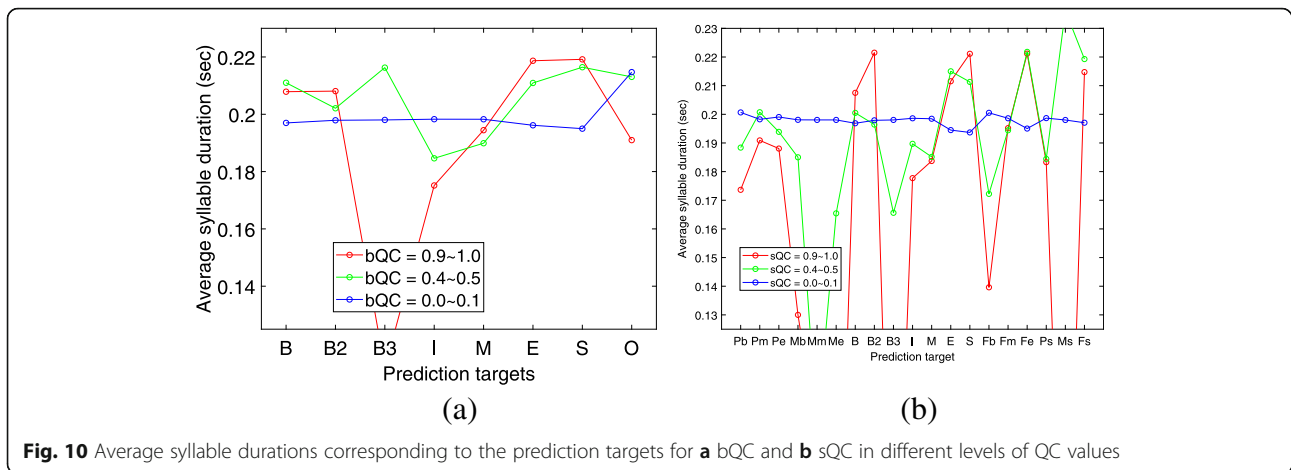 0.22
0.2
0.18
0.16
0.14
Average syllable duration (sec)
bQC = 0.9~1.0
bQC = 0.4~0.5
bQC = 0.0~0.1
B B2 B3 I M E S O
Prediction targets
(a)
0.23
0.22
0.21
0.2
0.19
0.18
0.17
0.16
0.15
0.14
0.13
Average syllable duration (sec)
sQC = 0.9~1.0
sQC = 0.4~0.5
sQC = 0.0~0.1
Pb Pm Pe Mb Mm Me B B2 B3 I M E S Fb Fm Fe Ps Ms Fs
Prediction target
(b)
Fig. 10 Average syllable durations corresponding to the prediction targets for a bQC and b sQC in different levels of QC values